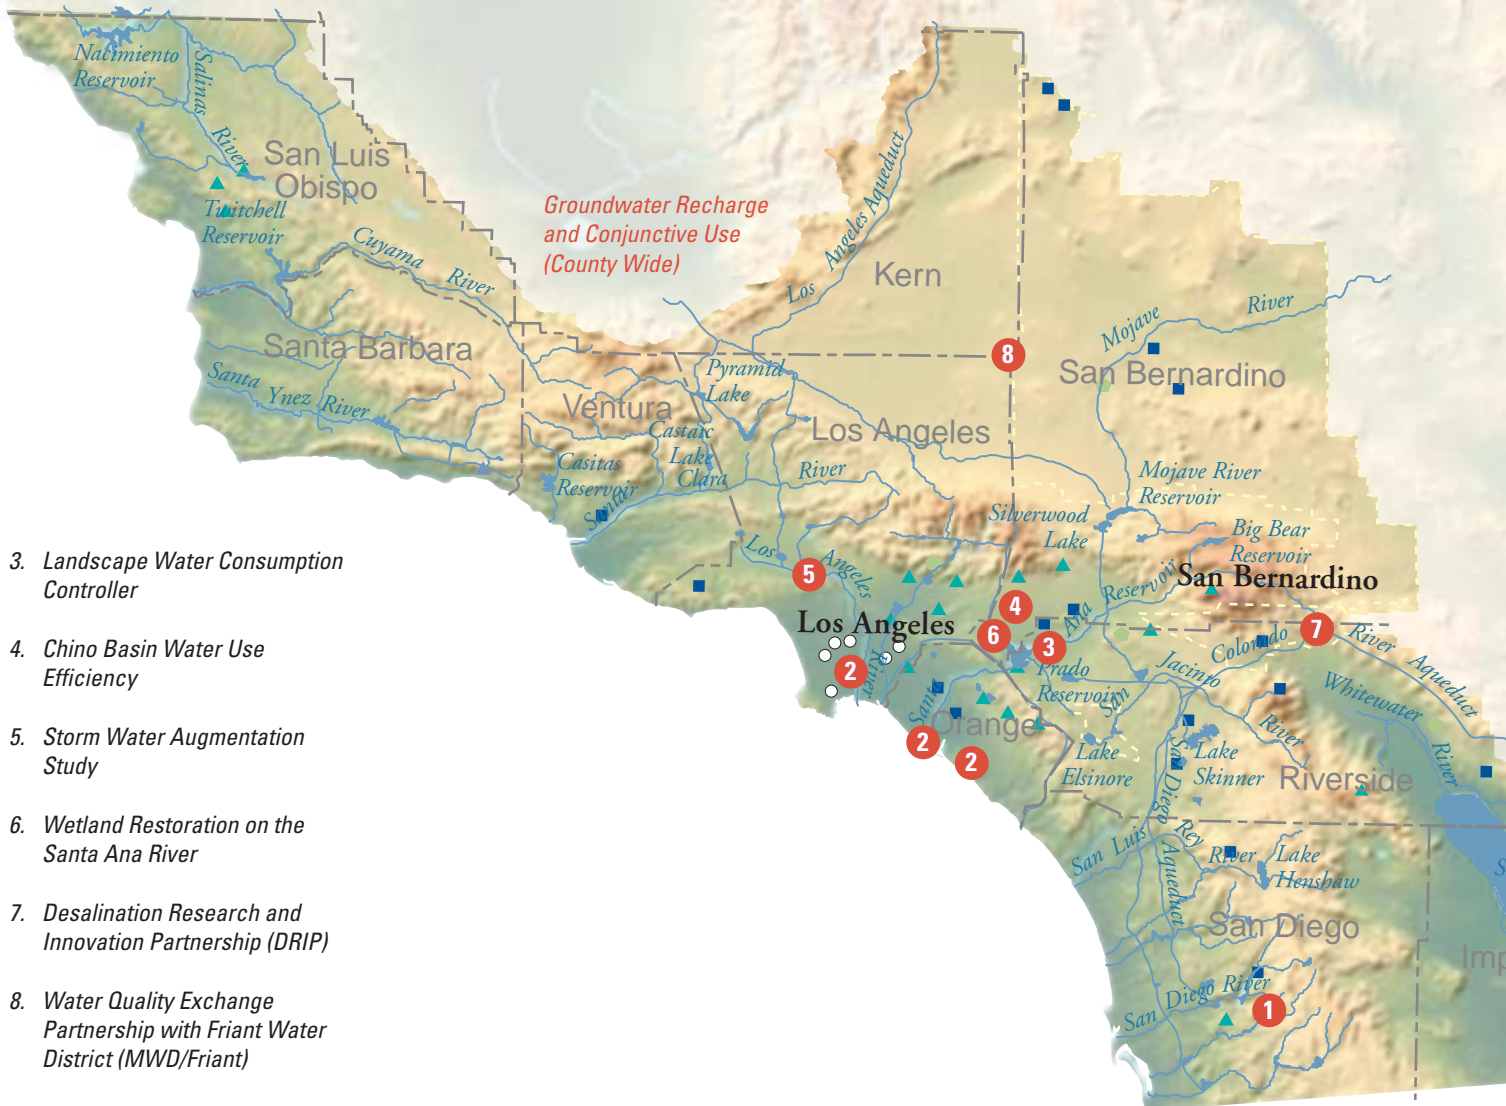 Nacimiento
Reservoir
Salinas
River
San Luis
Obispo
Twitchell
Reservoir
Cuyama
River
Groundwater Recharge
and Conjunctive Use
(County Wide)
Los
Angeles Aqueduct
Kern
Mojave
River
Santa Barbara
8
San Bernardino
Santa
Ynez River
Pyramid
Lake
Ventura
Castaic
Lake
Los Angeles
Casitas
Reservoir
Santa
Clara
River
Mojave River
Reservoir
Silverwood
Lake
Big Bear
Reservoir
3. Landscape Water Consumption
Controller
Los
Angeles
River
5
4
Ana
Reservoir
San Bernardino
Los Angeles
6
3
7
Colorado
River
Aqueduct
4. Chino Basin Water Use
Efficiency
2
Santa
Prado
Reservoir
San
Jacinto
River
Whitewater
River
5. Storm Water Augmentation
Study
2
2
Orange
Lake
Elsinore
San Diego
Aqueduct
Lake
Skinner
Riverside
6. Wetland Restoration on the
Santa Ana River
San Luis
Rey
River
Lake
Henshaw
S
7. Desalination Research and
Innovation Partnership (DRIP)
San Diego
Imp
8. Water Quality Exchange
Partnership with Friant Water
District (MWD/Friant)
San Diego River
1